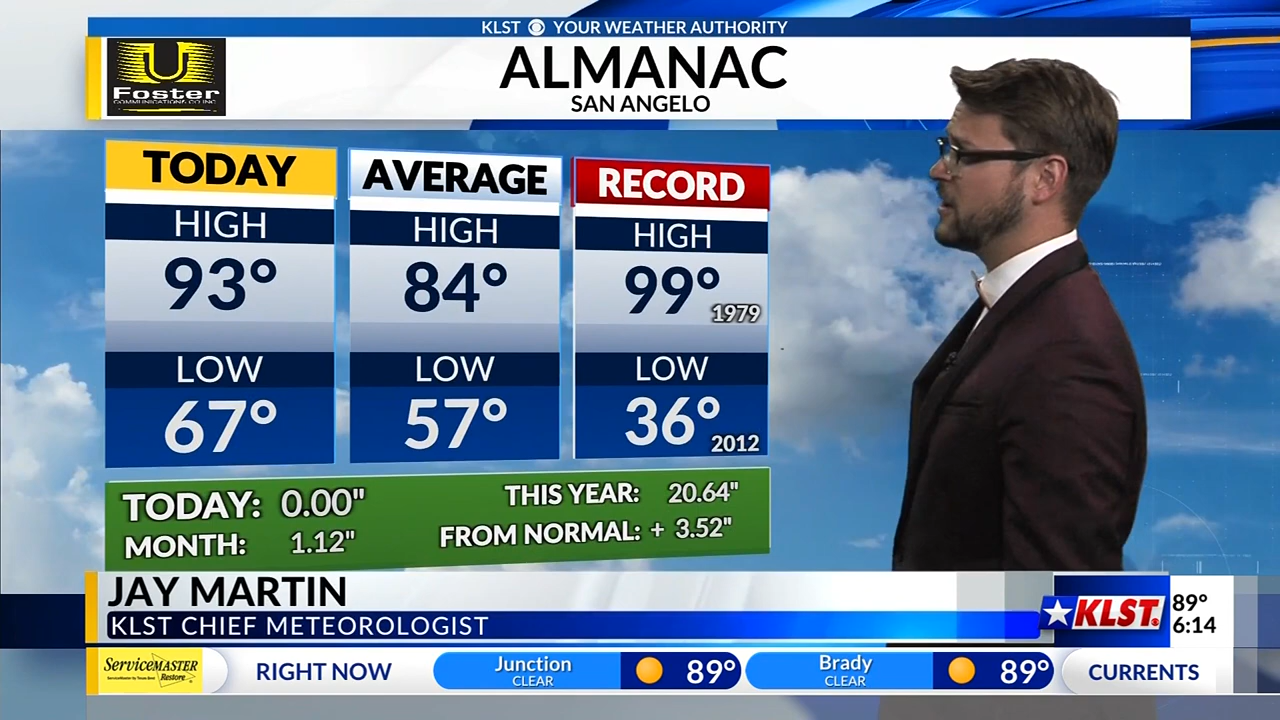 KLST YOUR WEATHER AUTHORITY
ALMANAC
SAN ANGELO
U
Foster
COMMUNICATIONS CO INC
TODAY
HIGH
93°
LOW
67°
AVERAGE
HIGH
84°
LOW
57°
RECORD
HIGH
99°
1979
LOW
36°
2012
TODAY: 0.00"
MONTH: 1.12"
THIS YEAR: 20.64"
FROM NORMAL: + 3.52"
JAY MARTIN
KLST CHIEF METEOROLOGIST
KLST
89°
6:14
ServiceMASTER
Restore
RIGHT NOW
Junction
CLEAR
89°
Brady
CLEAR
89°
CURRENTS